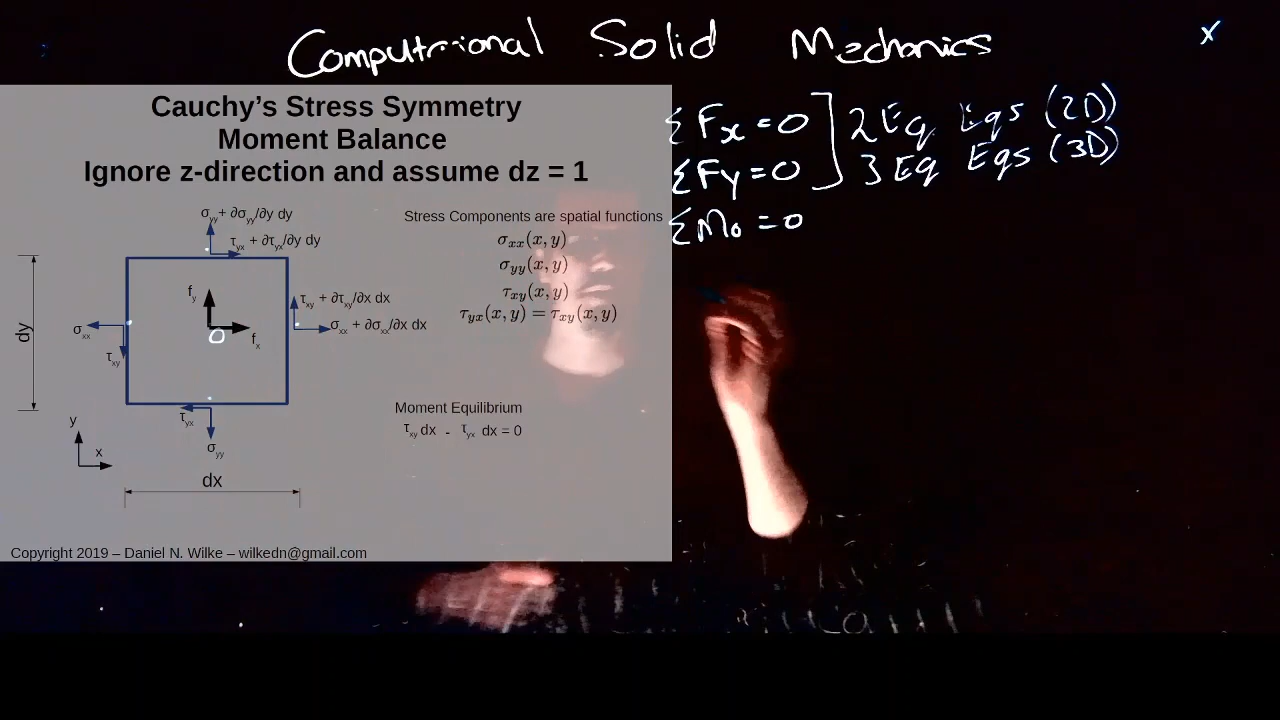 Computational Solid Mechanics x
Cauchy's Stress Symmetry
Moment Balance
Ignore z-direction and assume dz = 1
ΣFx = 0 ] 2 Eq Eqs (2D)
ΣFy = 0 ] 3 Eq Eqs (3D)
ΣMo = 0
σyy + ∂σyy/∂y dy
τyx + ∂τyx/∂y dy
Stress Components are spatial functions
σxx(x, y)
σyy(x, y)
τxy(x, y)
τyx(x, y) = τxy(x, y)
fy
τxy + ∂τxy/∂x dx
σxx + ∂σxx/∂x dx
dy
σxx
O
fx
τxy
Moment Equilibrium
τxy dx - τyx dx = 0
τyx
σyy
y
x
dx
Copyright 2019 – Daniel N. Wilke – wilkedn@gmail.com